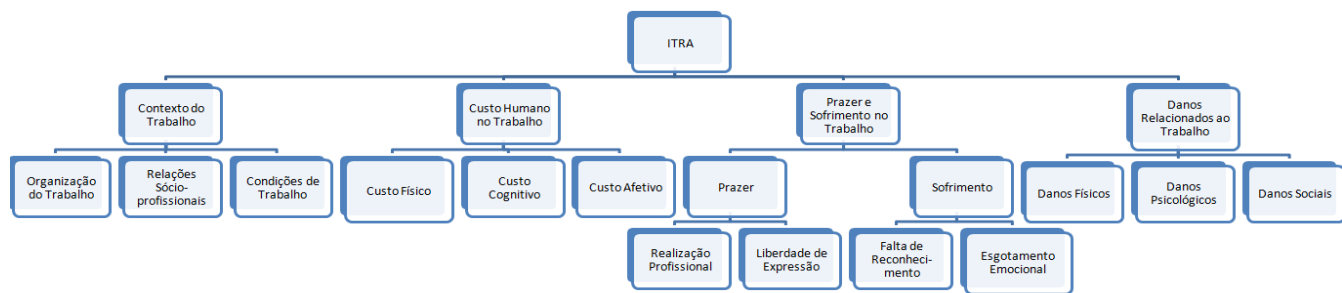 ITRA
Contexto do
Trabalho
Custo Humano
no Trabalho
Prazer e
Sofrimento no
Trabalho
Danos
Relacionados ao
Trabalho
Organização
do Trabalho
Relações
Sócio-
profissionais
Condições de
Trabalho
Custo Físico
Custo
Cognitivo
Custo Afetivo
Prazer
Sofrimento
Danos Físicos
Danos
Psicológicos
Danos Sociais
Realização
Profissional
Liberdade de
Expressão
Falta de
Reconheci-
mento
Esgotamento
Emocional